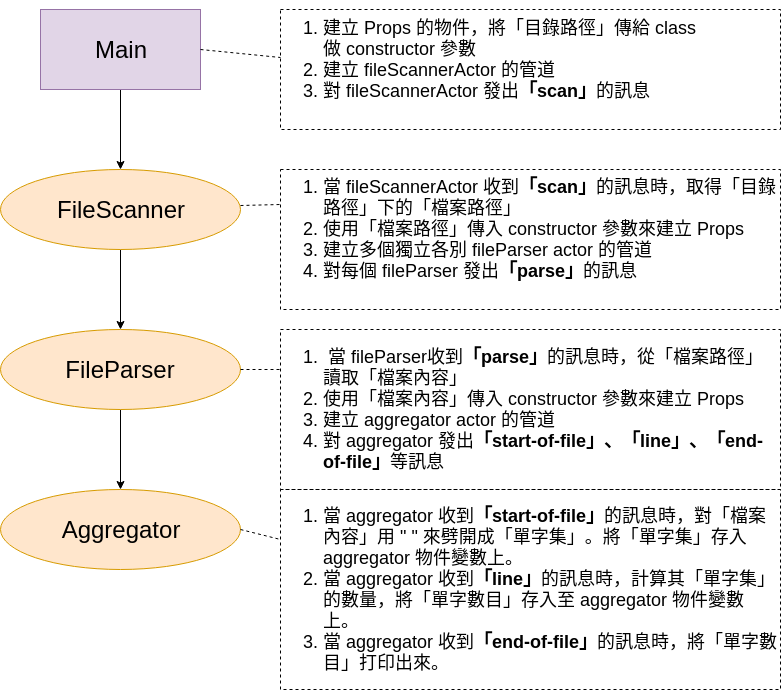 Main
1. 建立 Props 的物件，將「目錄路徑」傳給 class
做 constructor 參數
2. 建立 fileScannerActor 的管道
3. 對 fileScannerActor 發出「scan」的訊息
FileScanner
1. 當 fileScannerActor 收到「scan」的訊息時，取得「目錄
路徑」下的「檔案路徑」
2. 使用「檔案路徑」傳入 constructor 參數來建立 Props
3. 建立多個獨立各別 fileParser actor 的管道
4. 對每個 fileParser 發出「parse」的訊息
FileParser
1. 當 fileParser收到「parse」的訊息時，從「檔案路徑」
讀取「檔案內容」
2. 使用「檔案內容」傳入 constructor 參數來建立 Props
3. 建立 aggregator actor 的管道
4. 對 aggregator 發出「start-of-file」、「line」、「end-
of-file」等訊息
Aggregator
1. 當 aggregator 收到「start-of-file」的訊息時，對「檔案
內容」用 " " 來劈開成「單字集」。將「單字集」存入
aggregator 物件變數上。
2. 當 aggregator 收到「line」的訊息時，計算其「單字集」
的數量，將「單字數目」存入至 aggregator 物件變數
上。
3. 當 aggregator 收到「end-of-file」的訊息時，將「單字數
目」打印出來。